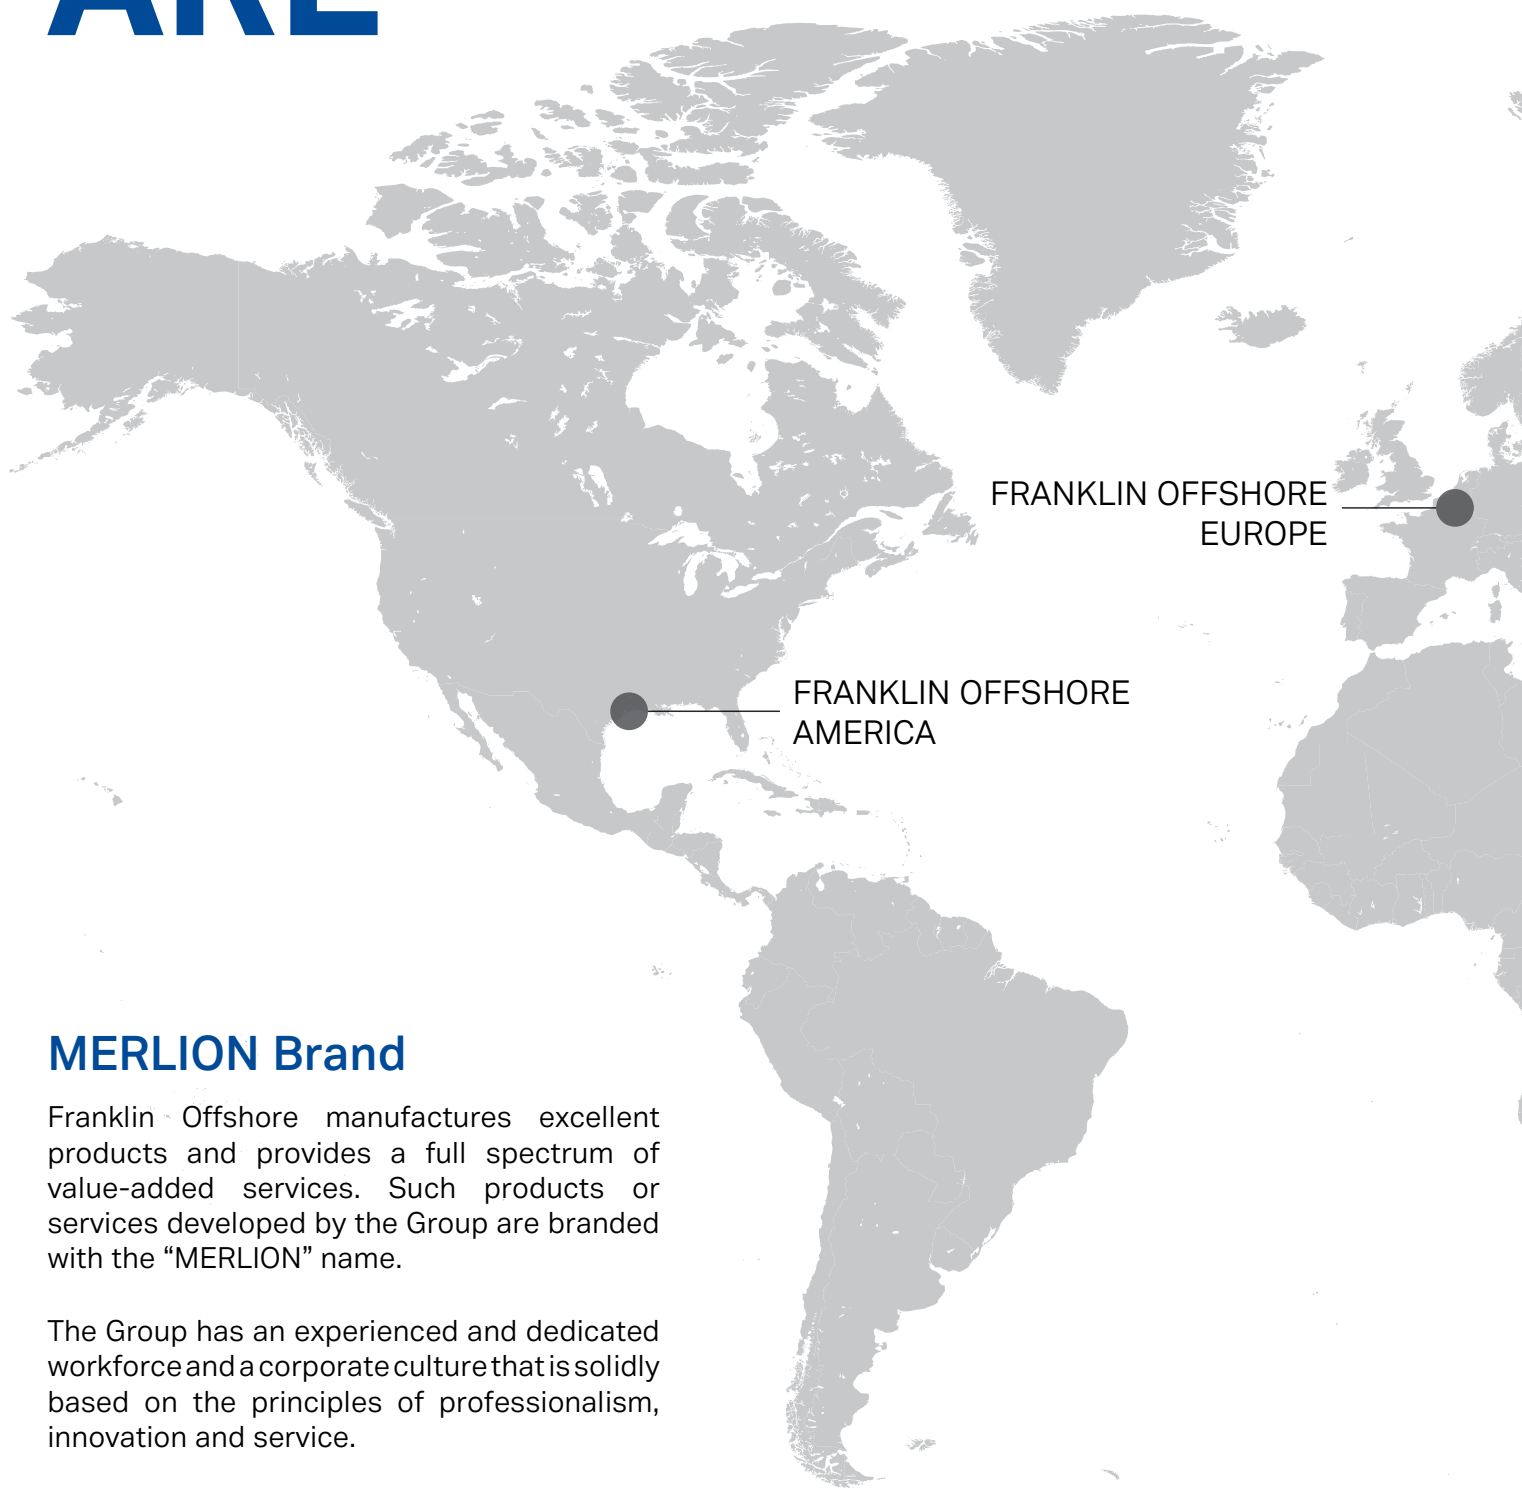 ARE
FRANKLIN OFFSHORE
EUROPE
FRANKLIN OFFSHORE
AMERICA
MERLION Brand
Franklin Offshore manufactures excellent
products and provides a full spectrum of
value-added services. Such products or
services developed by the Group are branded
with the “MERLION” name.
The Group has an experienced and dedicated
workforce and a corporate culture that is solidly
based on the principles of professionalism,
innovation and service.